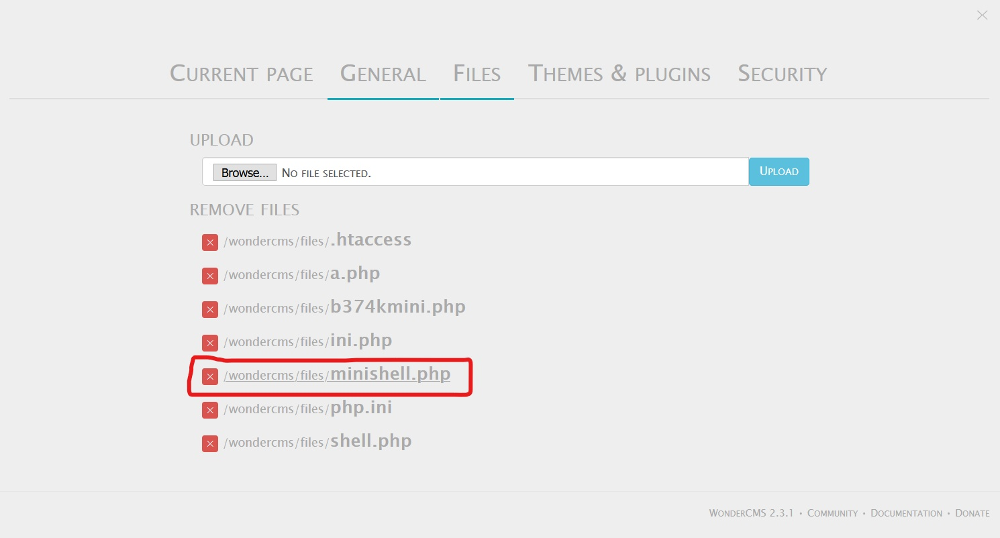 Current page General Files Themes & plugins Security
UPLOAD
Browse... No file selected. Upload
REMOVE FILES
/wondercms/files/.htaccess
/wondercms/files/a.php
/wondercms/files/b374kmini.php
/wondercms/files/ini.php
/wondercms/files/minishell.php
/wondercms/files/php.ini
/wondercms/files/shell.php
WonderCMS 2.3.1 • Community • Documentation • Donate